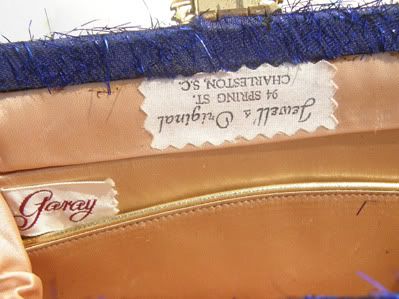 Jewell's Original
94 SPRING ST.
CHARLESTON, S.C.
Garay